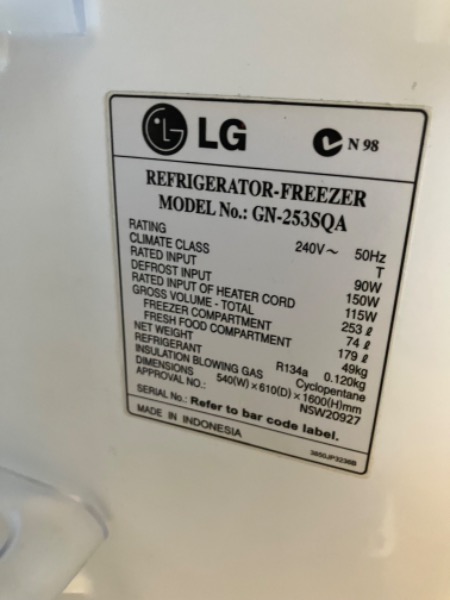 LG N 98
REFRIGERATOR-FREEZER
MODEL No.: GN-253SQA
RATING 240V~ 50Hz
CLIMATE CLASS T
RATED INPUT 90W
DEFROST INPUT 150W
RATED INPUT OF HEATER CORD 115W
GROSS VOLUME - TOTAL 253 ℓ
FREEZER COMPARTMENT 74 ℓ
FRESH FOOD COMPARTMENT 179 ℓ
NET WEIGHT 49kg
REFRIGERANT R134a 0.120kg
INSULATION BLOWING GAS Cyclopentane
DIMENSIONS 540(W)×610(D)×1600(H)mm
APPROVAL NO.: NSW20927
SERIAL No.: Refer to bar code label.
MADE IN INDONESIA 3850JP3236B